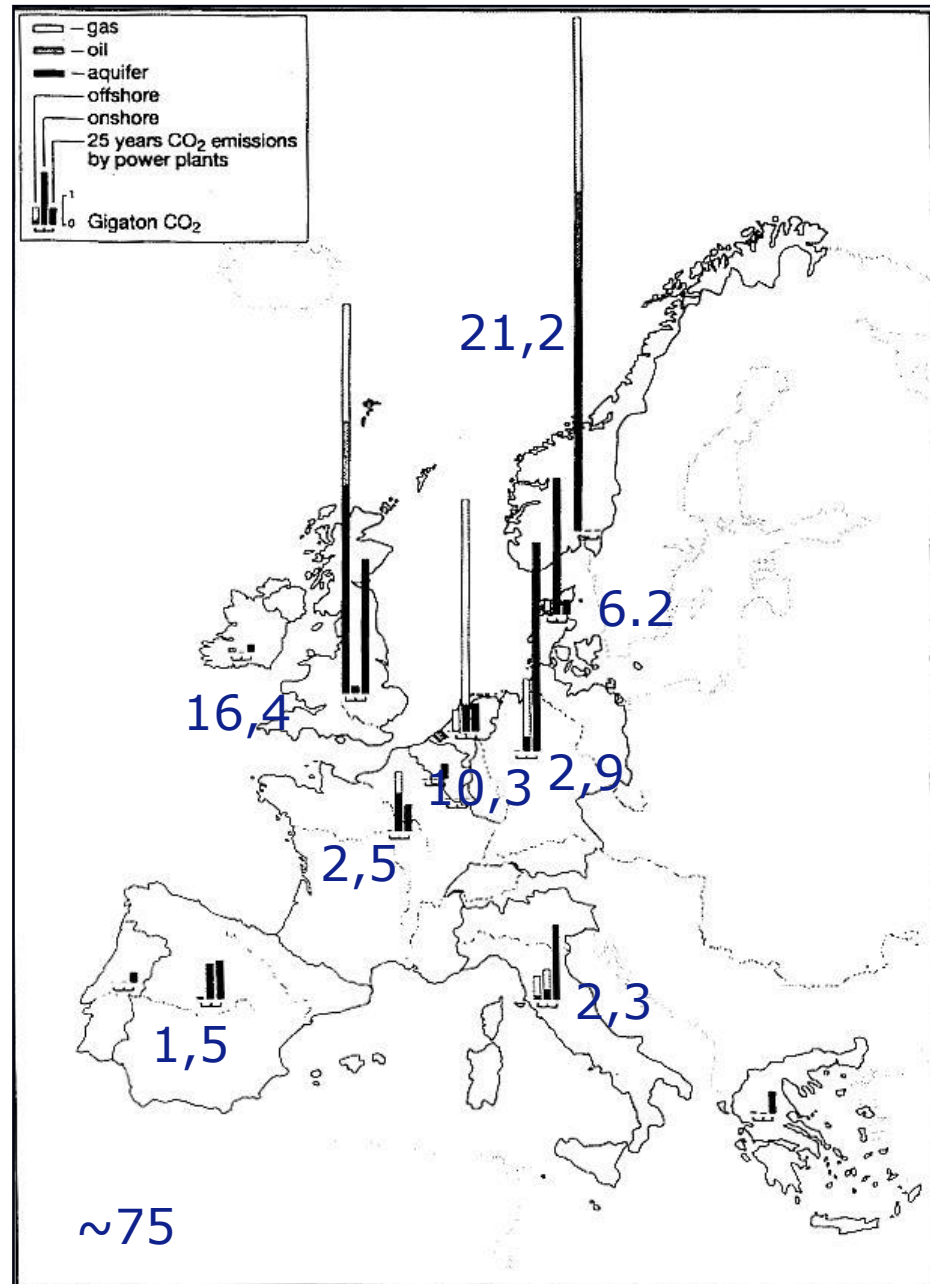 – gas
– oil
– aquifer
offshore
onshore
25 years CO₂ emissions
by power plants
1
0
Gigaton CO₂
21,2
6.2
16,4
10,3
2,9
2,5
2,3
1,5
~75